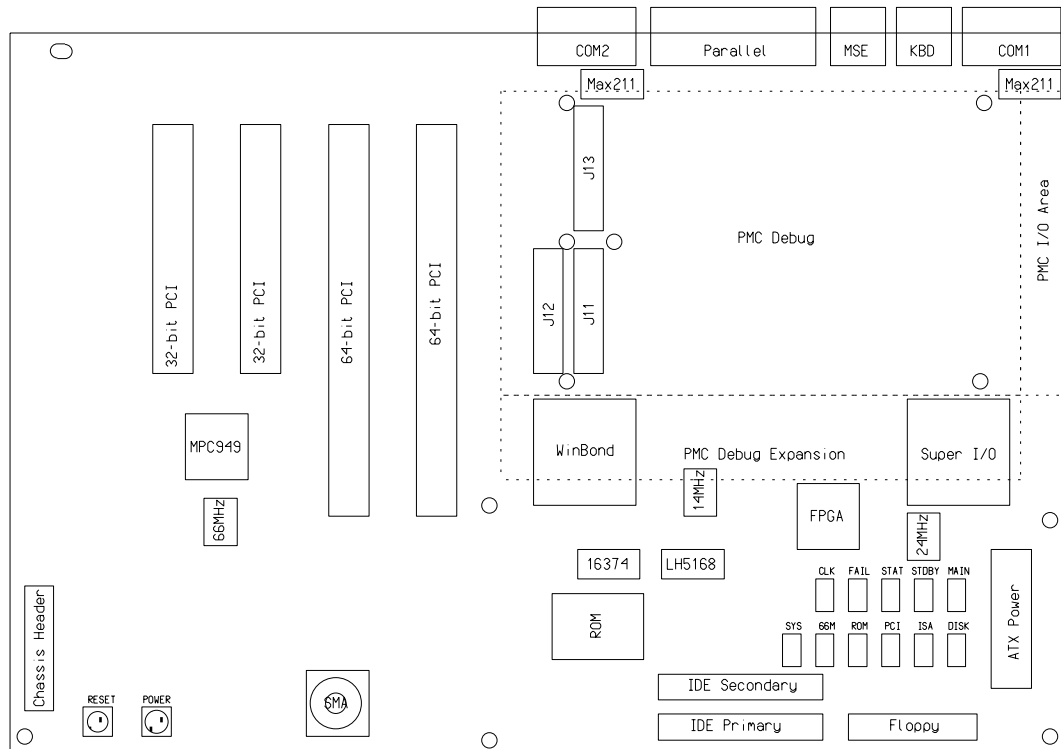 COM2
Parallel
MSE
KBD
COM1
Max211
Max211
J13
PMC Debug
PMC I/O Area
J12
J11
32-bit PCI
32-bit PCI
64-bit PCI
64-bit PCI
MPC949
WinBond
PMC Debug Expansion
Super I/O
66MHz
14MHz
FPGA
24MHz
16374
LH5168
CLK
FAIL
STAT
STDBY
MAIN
ROM
SYS
66M
ROM
PCI
ISA
DISK
ATX Power
Chassis Header
RESET
POWER
SMA
IDE Secondary
IDE Primary
Floppy